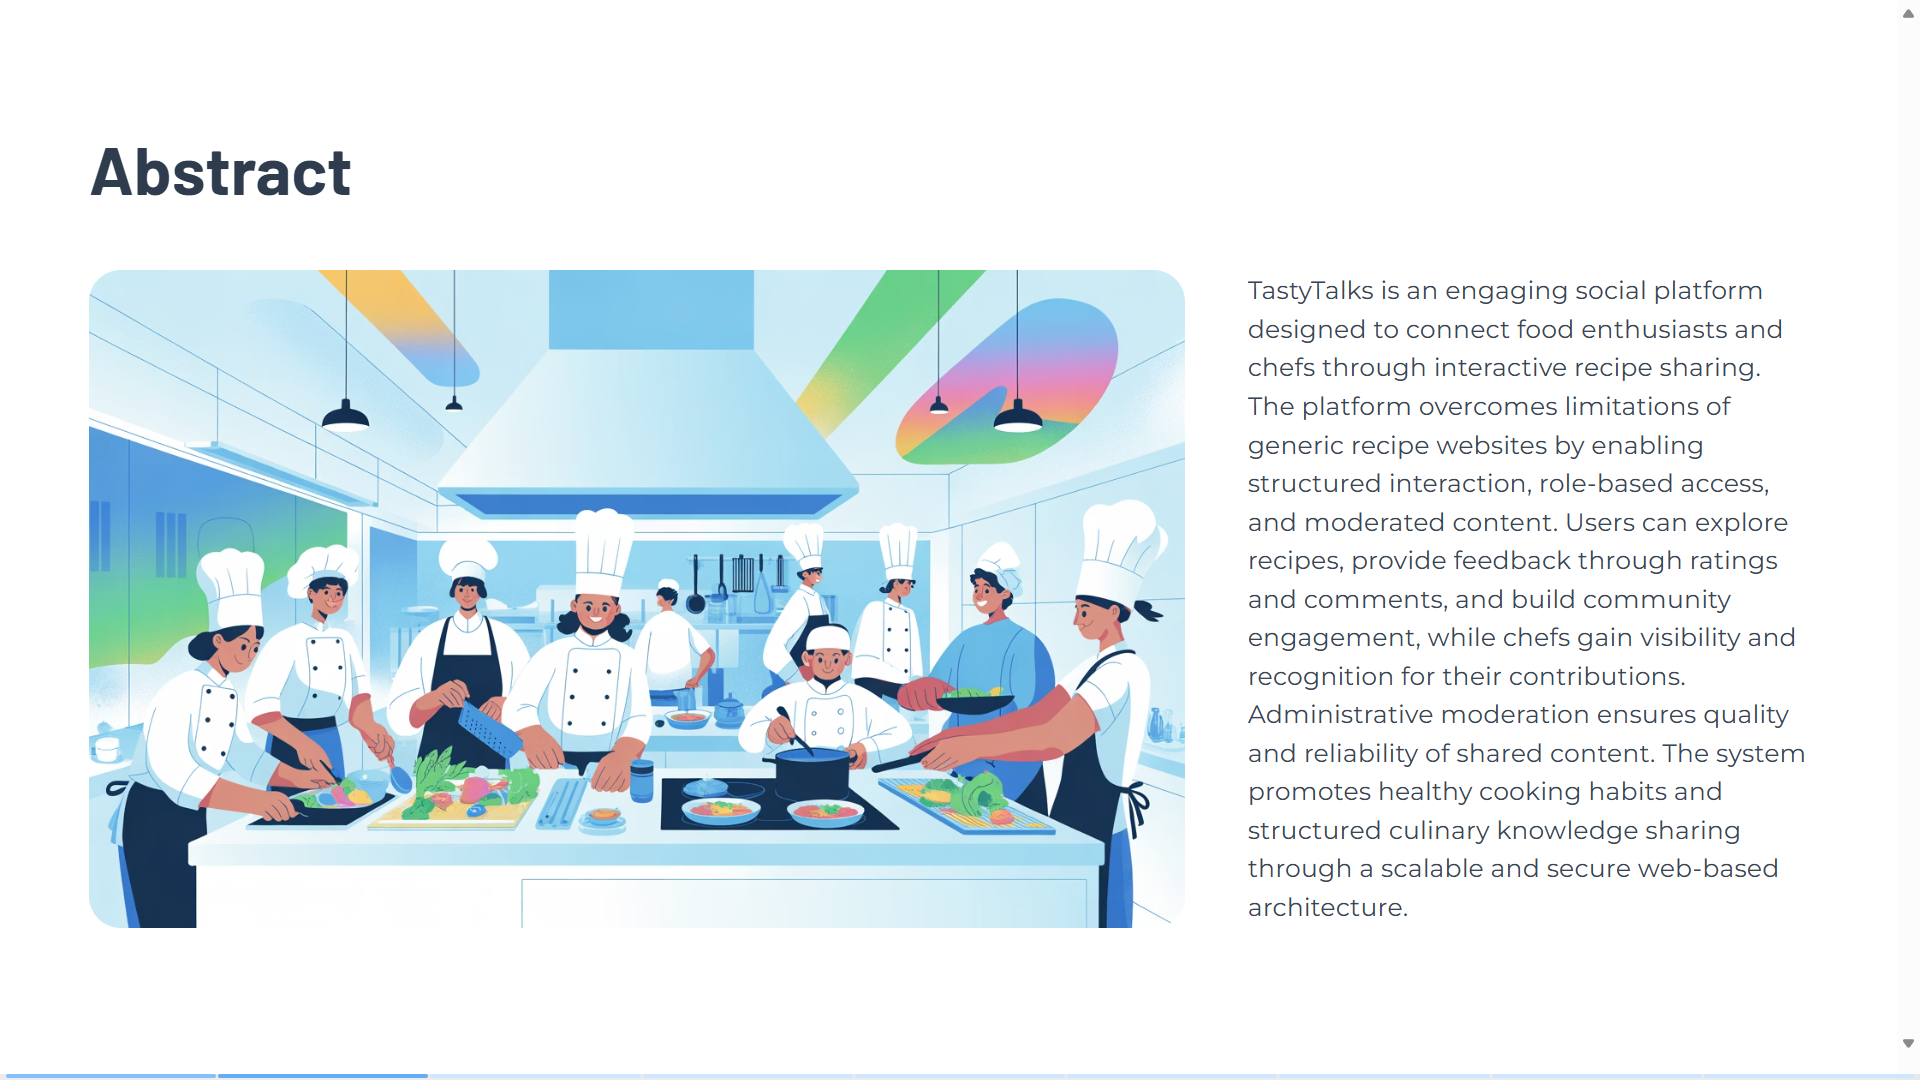 Abstract
TastyTalks is an engaging social platform
designed to connect food enthusiasts and
chefs through interactive recipe sharing.
The platform overcomes limitations of
generic recipe websites by enabling
structured interaction, role-based access,
and moderated content. Users can explore
recipes, provide feedback through ratings
and comments, and build community
engagement, while chefs gain visibility and
recognition for their contributions.
Administrative moderation ensures quality
and reliability of shared content. The system
promotes healthy cooking habits and
structured culinary knowledge sharing
through a scalable and secure web-based
architecture.